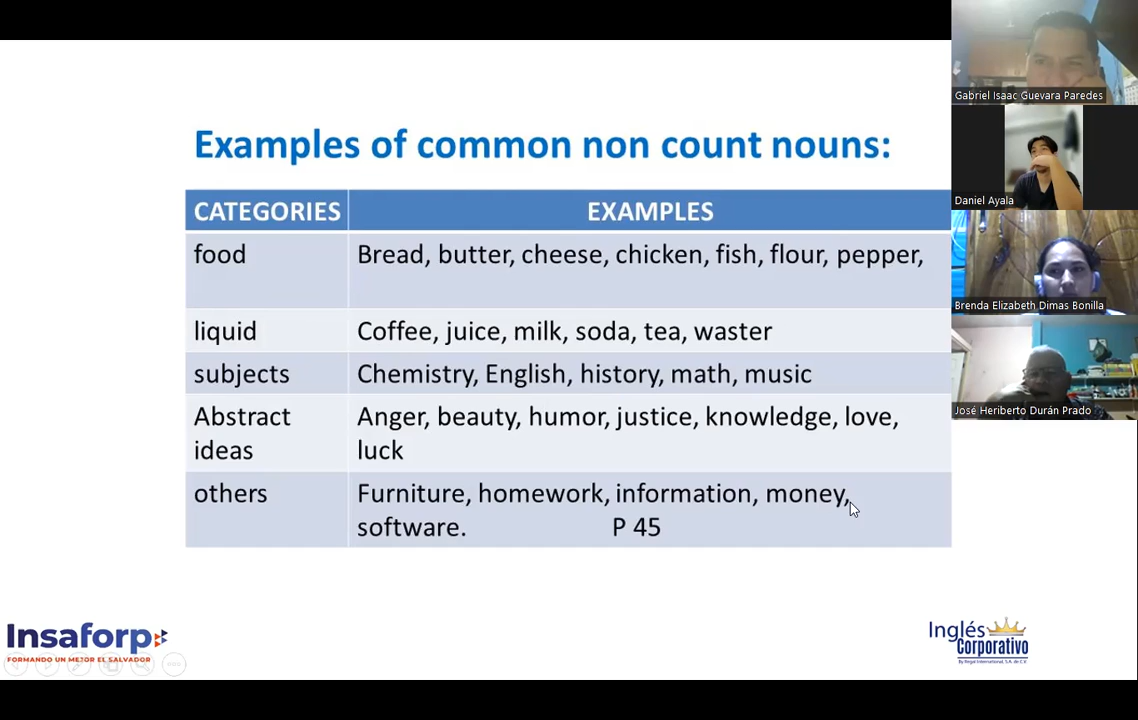 Examples of common non count nouns:
CATEGORIES EXAMPLES
food Bread, butter, cheese, chicken, fish, flour, pepper,
liquid Coffee, juice, milk, soda, tea, waster
subjects Chemistry, English, history, math, music
Abstract Anger, beauty, humor, justice, knowledge, love,
ideas luck
others Furniture, homework, information, money,
software. P 45
Gabriel Isaac Guevara Paredes
Daniel Ayala
Brenda Elizabeth Dimas Bonilla
José Heriberto Durán Prado
Insaforp
FORMANDO UN MEJOR EL SALVADOR
Inglés
Corporativo
By Regal International, S.A. de C.V.